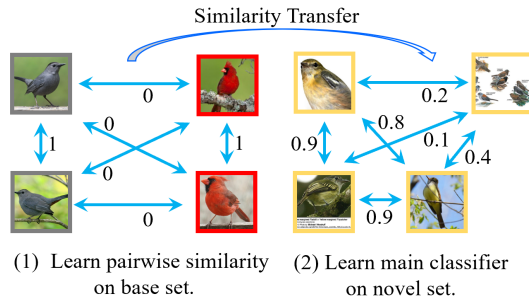 Similarity Transfer
0
0.2
1
0
1
0.9
0.8
0.1
0.4
0
0
0.9
(1) Learn pairwise similarity
on base set.
(2) Learn main classifier
on novel set.